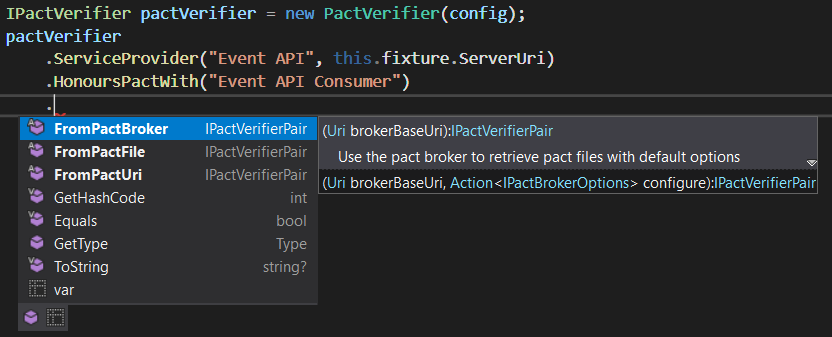 IPactVerifier pactVerifier = new PactVerifier(config);
pactVerifier
.ServiceProvider("Event API", this.fixture.ServerUri)
.HonoursPactWith("Event API Consumer")
.
FromPactBroker IPactVerifierPair
(Uri brokerBaseUri):IPactVerifierPair
FromPactFile IPactVerifierPair
Use the pact broker to retrieve pact files with default options
FromPactUri IPactVerifierPair
(Uri brokerBaseUri, Action<IPactBrokerOptions> configure):IPactVerifierPair
GetHashCode int
Equals bool
GetType Type
ToString string?
var